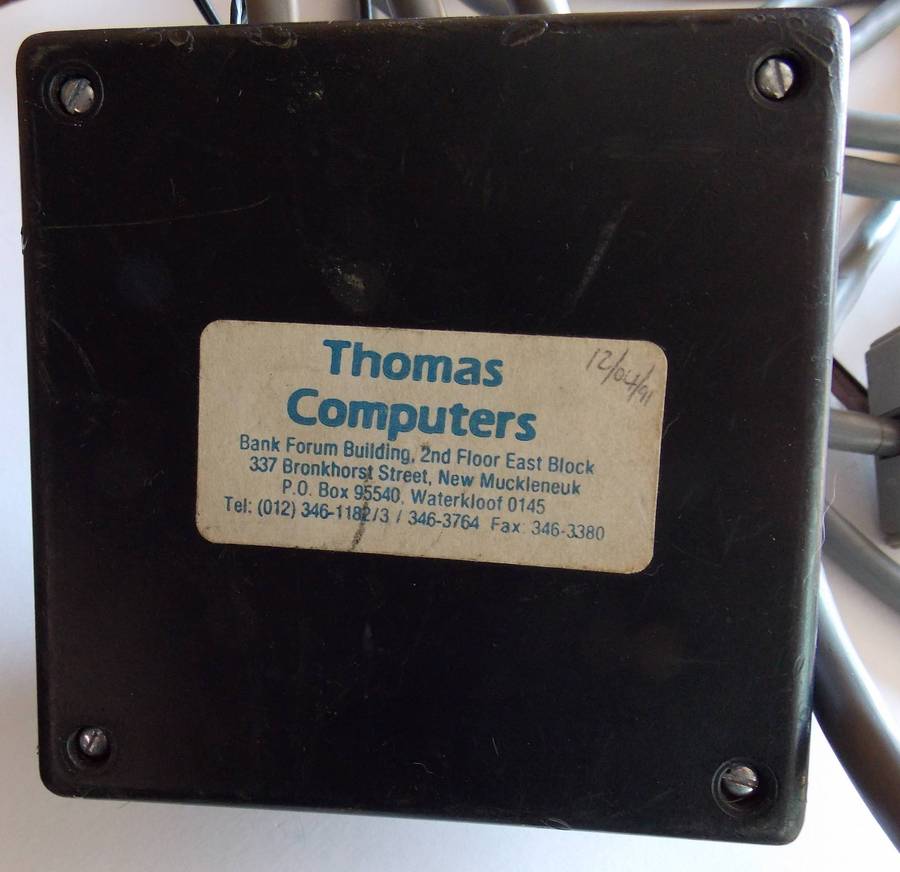 Thomas
Computers
12/04/91
Bank Forum Building, 2nd Floor East Block
337 Bronkhorst Street, New Muckleneuk
P.O. Box 95540, Waterkloof 0145
Tel: (012) 346-1182/3 / 346-3764 Fax: 346-3380